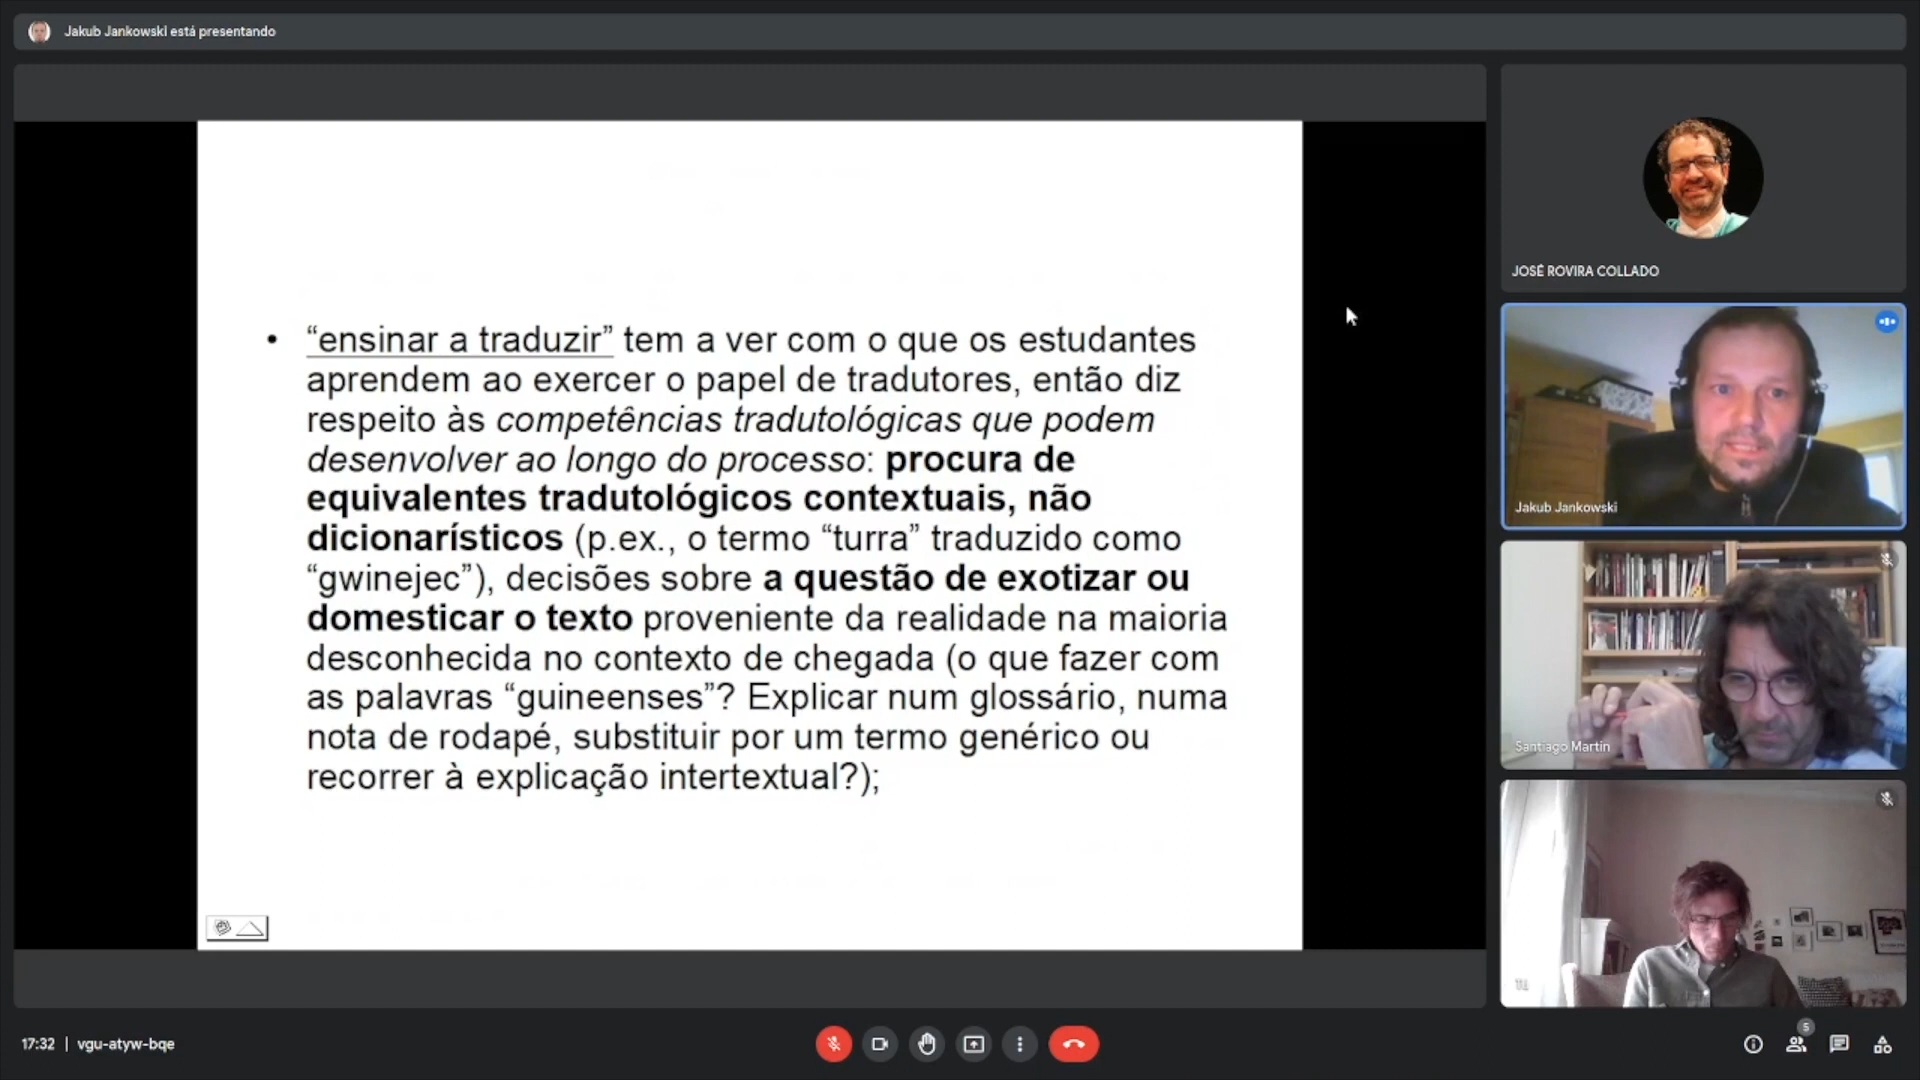 Jakub Jankowski está presentando
• “ensinar a traduzir” tem a ver com o que os estudantes
aprendem ao exercer o papel de tradutores, então diz
respeito às competências tradutológicas que podem
desenvolver ao longo do processo: procura de
equivalentes tradutológicos contextuais, não
dicionarísticos (p.ex., o termo “turra” traduzido como
“gwinejec”), decisões sobre a questão de exotizar ou
domesticar o texto proveniente da realidade na maioria
desconhecida no contexto de chegada (o que fazer com
as palavras “guineenses”? Explicar num glossário, numa
nota de rodapé, substituir por um termo genérico ou
recorrer à explicação intertextual?);
JOSÉ ROVIRA COLLADO
Jakub Jankowski
Santiago Martín
Tú
17:32 | vgu-atyw-bqe
5